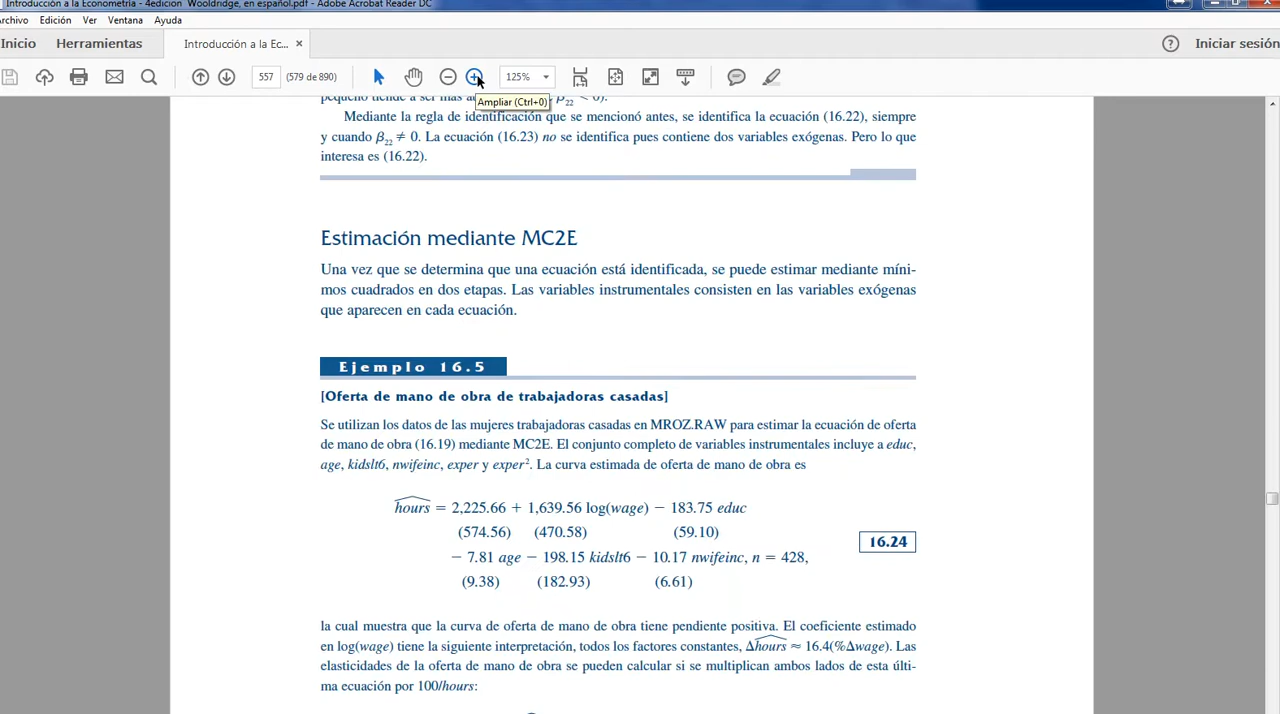 Introducción a la Econometría - 4edicion Wooldridge, en español.pdf - Adobe Acrobat Reader DC
Archivo Edición Ver Ventana Ayuda
Inicio Herramientas Introducción a la Ec... × ? Iniciar sesión
557 (579 de 890) 125%
Ampliar (Ctrl+0)
pequeño tiende a ser más β₂₂ < 0).
Mediante la regla de identificación que se mencionó antes, se identifica la ecuación (16.22), siempre
y cuando β₂₂ ≠ 0. La ecuación (16.23) no se identifica pues contiene dos variables exógenas. Pero lo que
interesa es (16.22).
Estimación mediante MC2E
Una vez que se determina que una ecuación está identificada, se puede estimar mediante míni-
mos cuadrados en dos etapas. Las variables instrumentales consisten en las variables exógenas
que aparecen en cada ecuación.
Ejemplo 16.5
[Oferta de mano de obra de trabajadoras casadas]
Se utilizan los datos de las mujeres trabajadoras casadas en MROZ.RAW para estimar la ecuación de oferta
de mano de obra (16.19) mediante MC2E. El conjunto completo de variables instrumentales incluye a educ,
age, kidslt6, nwifeinc, exper y exper². La curva estimada de oferta de mano de obra es
hours = 2,225.66 + 1,639.56 log(wage) − 183.75 educ
(574.56) (470.58) (59.10)
16.24
− 7.81 age − 198.15 kidslt6 − 10.17 nwifeinc, n = 428,
(9.38) (182.93) (6.61)
la cual muestra que la curva de oferta de mano de obra tiene pendiente positiva. El coeficiente estimado
en log(wage) tiene la siguiente interpretación, todos los factores constantes, Δhours ≈ 16.4(%Δwage). Las
elasticidades de la oferta de mano de obra se pueden calcular si se multiplican ambos lados de esta últi-
ma ecuación por 100/hours: